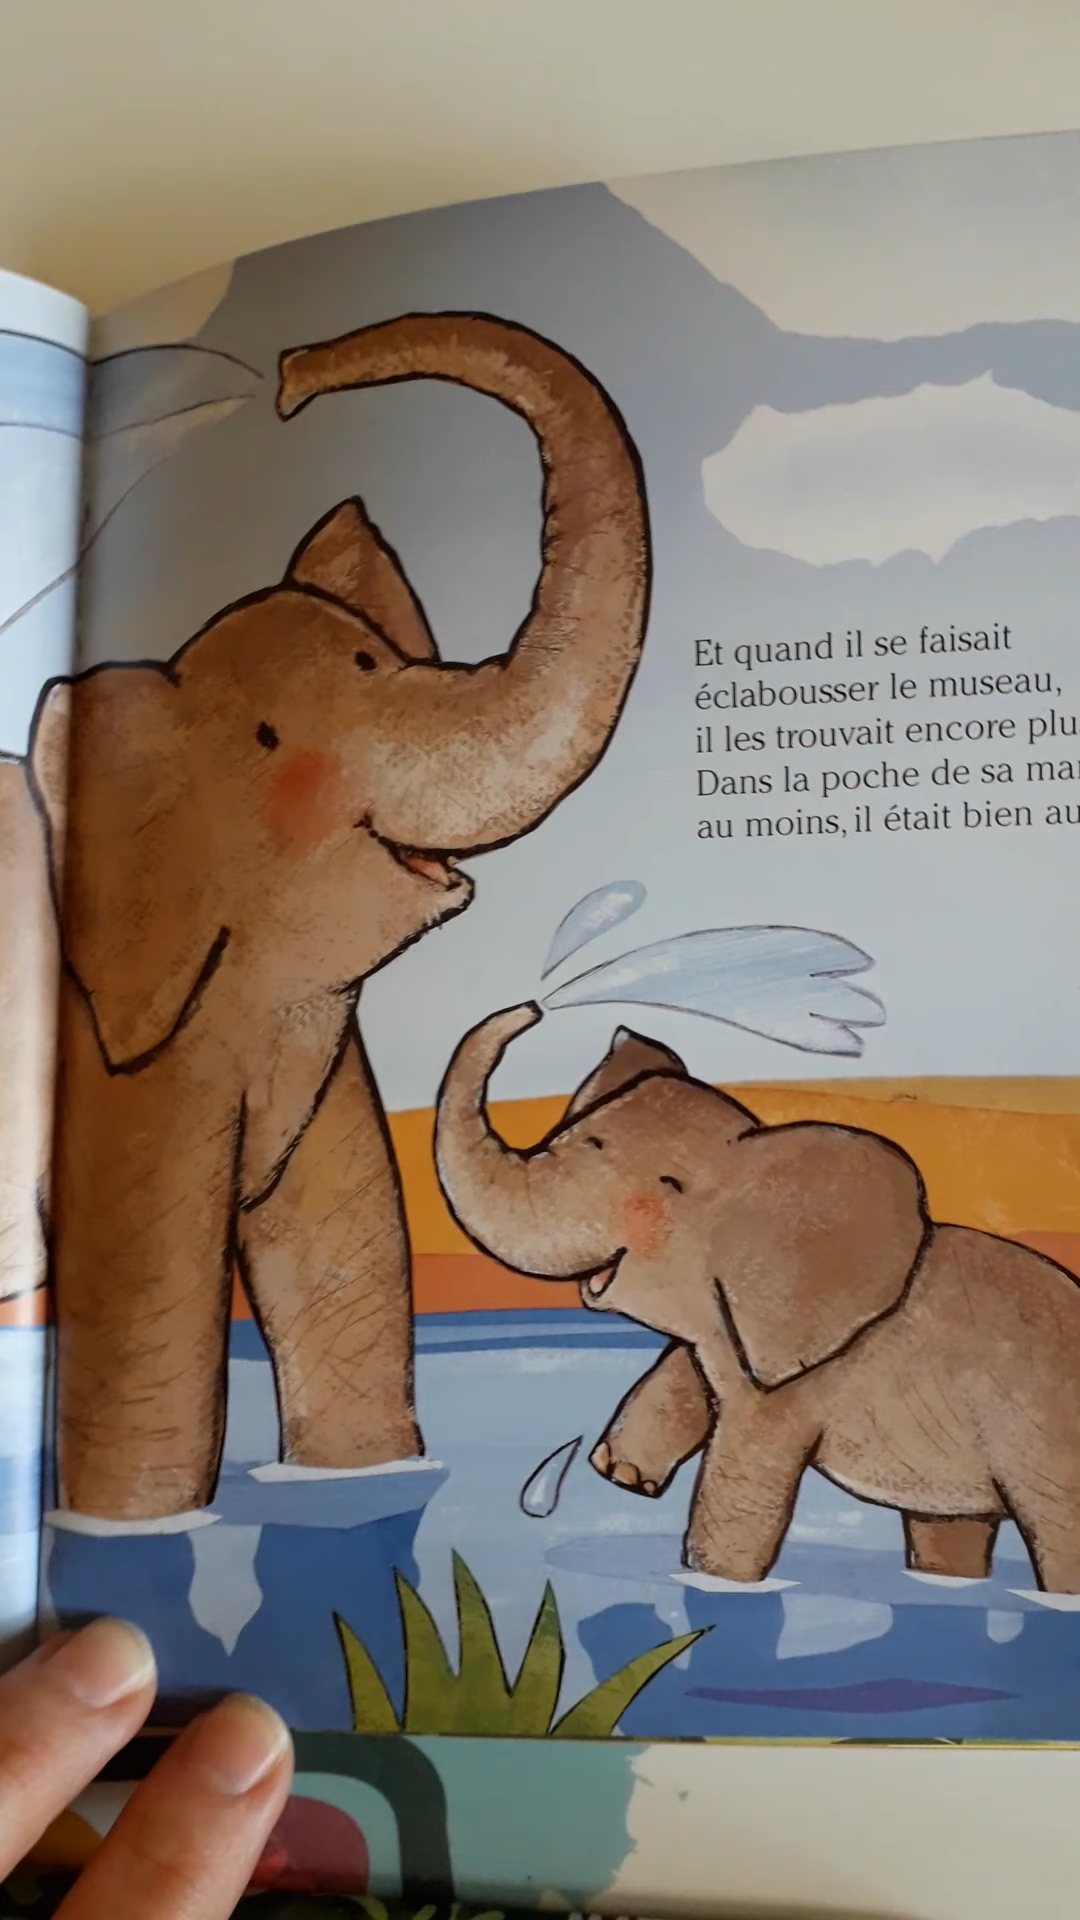 Et quand il se faisait
éclabousser le museau,
il les trouvait encore
Dans la poche de sa
au moins, il était bien